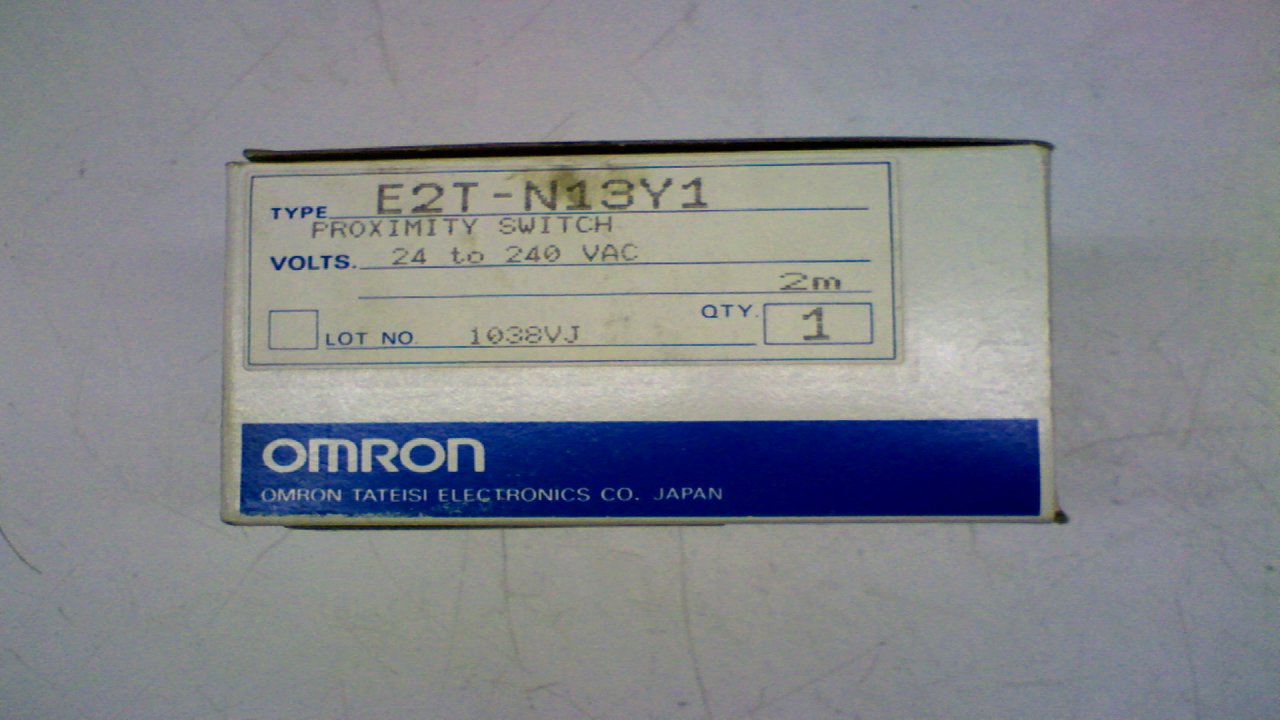 TYPE E2T-N13Y1
PROXIMITY SWITCH
VOLTS. 24 to 240 VAC
2m
QTY. 1
LOT NO. 1038VJ
OMRON
OMRON TATEISI ELECTRONICS CO. JAPAN